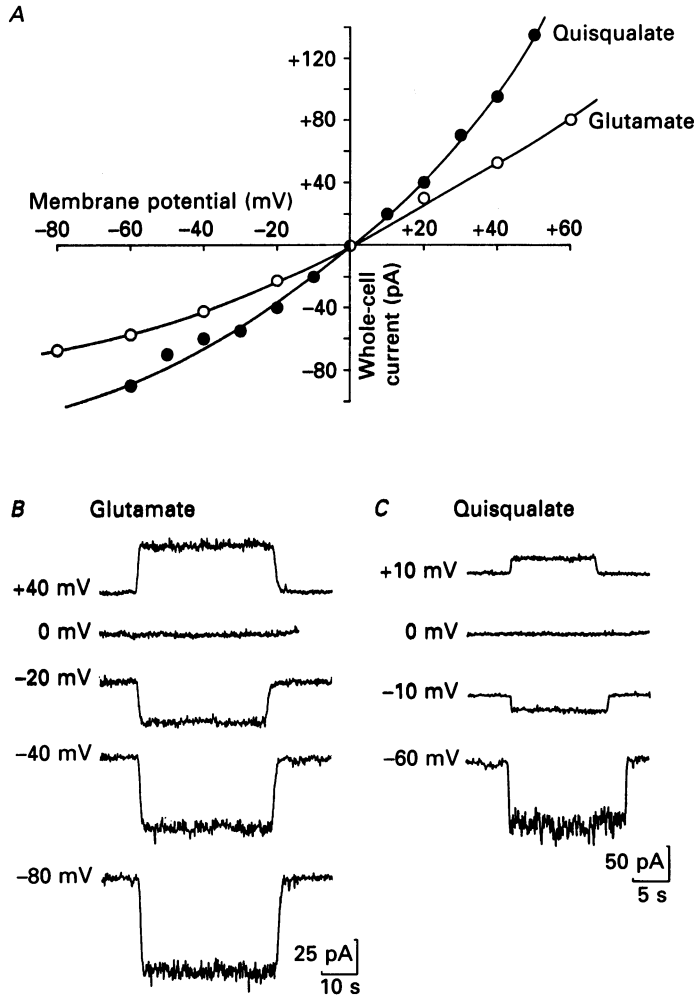 A
Quisqualate
+120
+80
Glutamate
+40
Membrane potential (mV)
−80 −60 −40 −20 +20 +40 +60
−40
−80
Whole-cell
current (pA)
B Glutamate
+40 mV
0 mV
−20 mV
−40 mV
−80 mV
25 pA
10 s
C Quisqualate
+10 mV
0 mV
−10 mV
−60 mV
50 pA
5 s